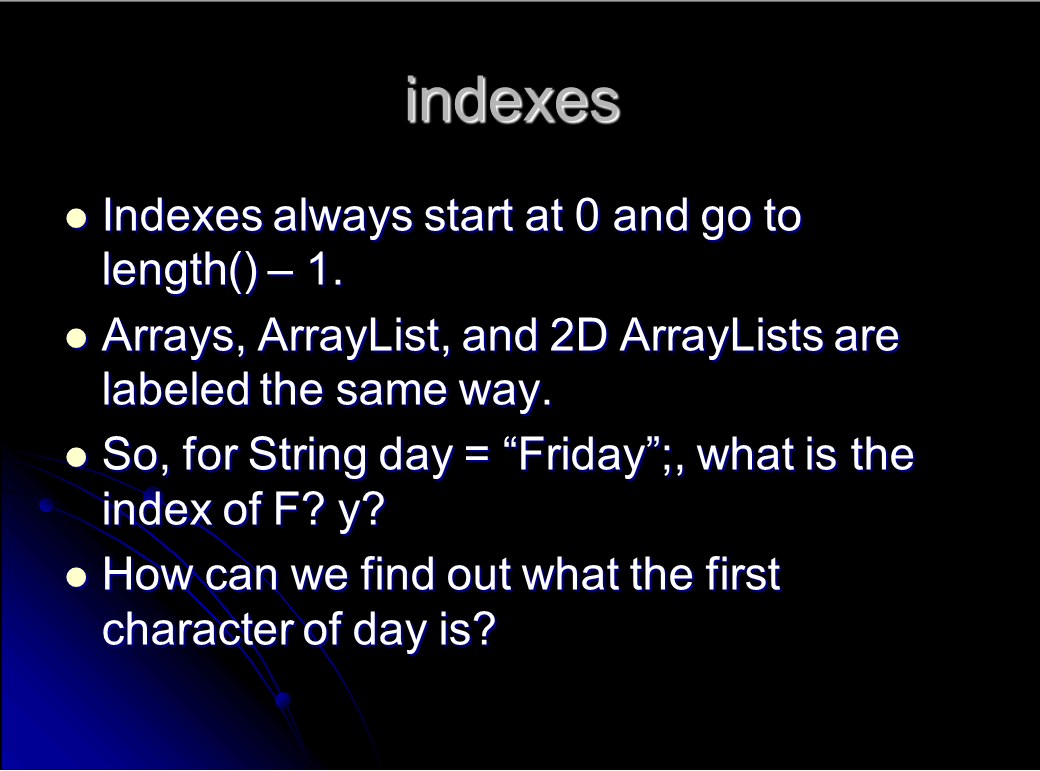 indexes
Indexes always start at 0 and go to
length() – 1.
Arrays, ArrayList, and 2D ArrayLists are
labeled the same way.
So, for String day = “Friday”;, what is the
index of F? y?
How can we find out what the first
character of day is?